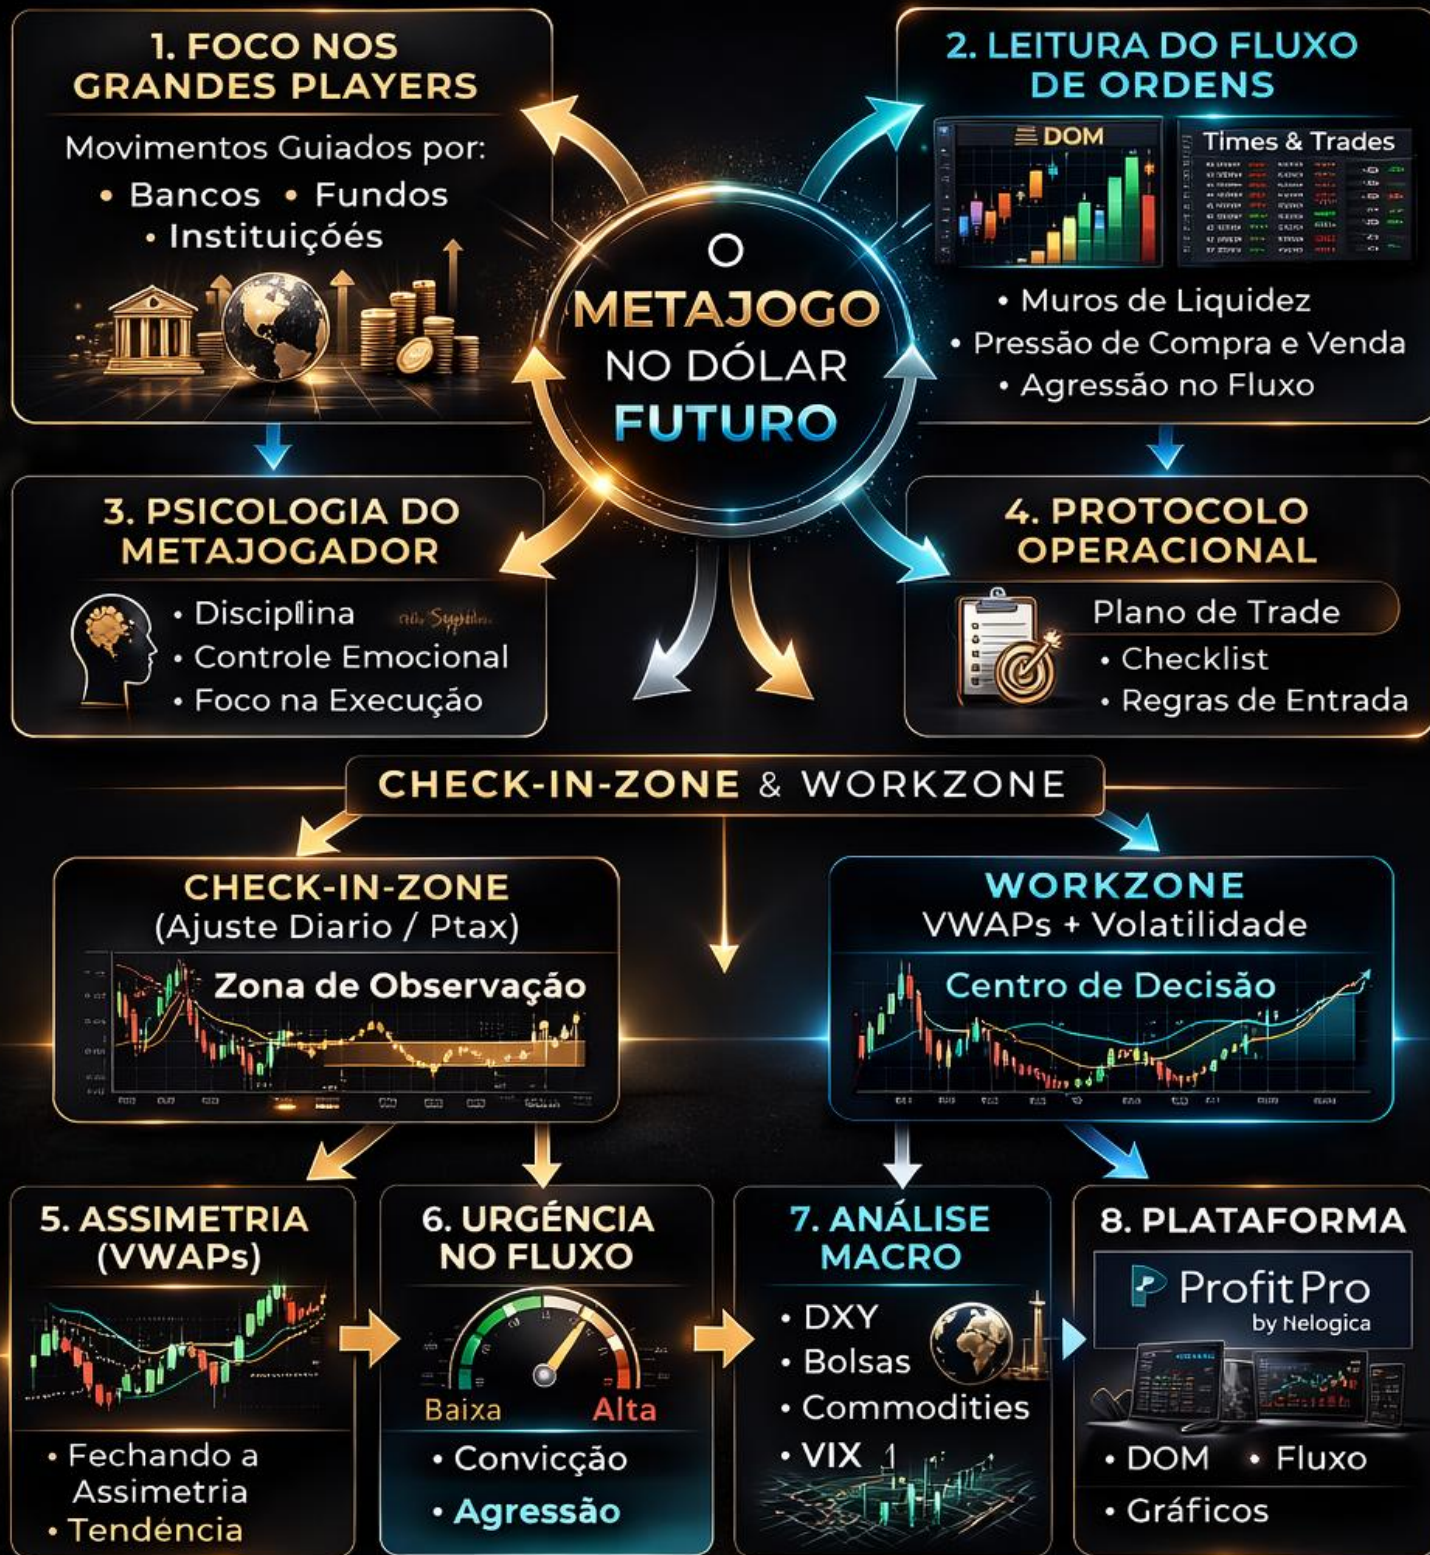 1. FOCO NOS
GRANDES PLAYERS
Movimentos Guiados por:
• Bancos • Fundos
• Instituiçóés
2. LEITURA DO FLUXO
DE ORDENS
DOM
Times & Trades
• Muros de Liquidez
• Pressão de Compra e Venda
• Agressão no Fluxo
O
METAJOGO
NO DÓLAR
FUTURO
3. PSICOLOGIA DO
METAJOGADOR
• Disciplina
• Controle Emocional
• Foco na Execução
4. PROTOCOLO
OPERACIONAL
Plano de Trade
• Checklist
• Regras de Entrada
CHECK-IN-ZONE & WORKZONE
CHECK-IN-ZONE
(Ajuste Diario / Ptax)
Zona de Observação
WORKZONE
VWAPs + Volatilidade
Centro de Decisão
5. ASSIMETRIA
(VWAPs)
• Fechando a
Assimetria
• Tendéncia
6. URGÉNCIA
NO FLUXO
Baixa Alta
• Convicção
• Agressão
7. ANÁLISE
MACRO
• DXY
• Bolsas
• Commodities
• VIX
8. PLATAFORMA
ProfitPro
by Nelogica
• DOM • Fluxo
• Gráficos